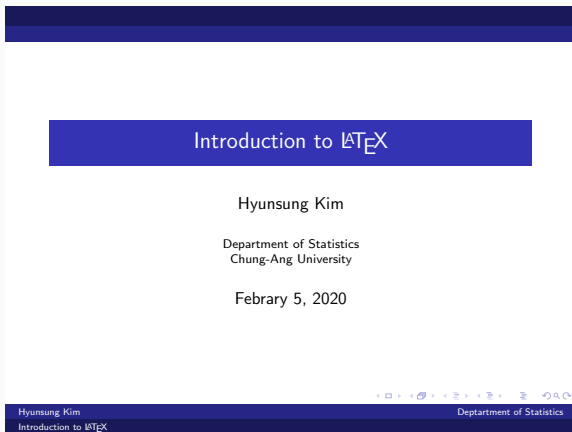 Introduction to LATEX
Hyunsung Kim
Department of Statistics
Chung-Ang University
Febrary 5, 2020
Hyunsung Kim
Deptartment of Statistics
Introduction to LATEX